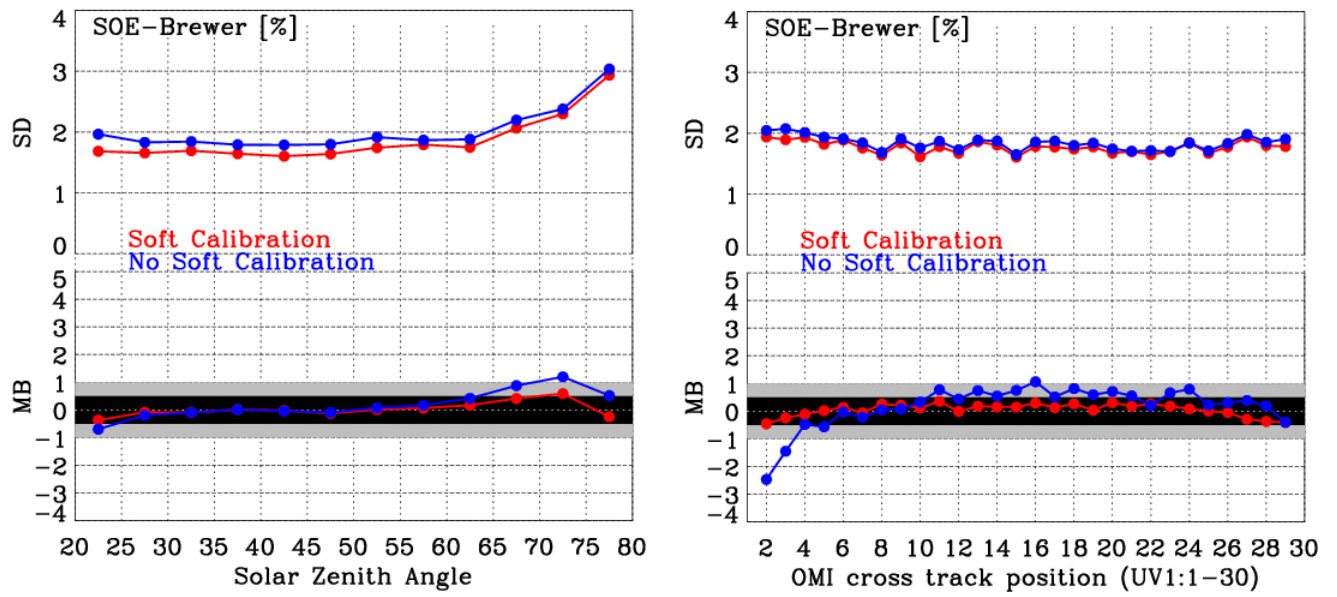 SOE-Brewer [%]
4
3
2
1
0
SD
Soft Calibration
No Soft Calibration
5
5
4
3
2
1
0
-1
-2
-3
-4
MB
20 25 30 35 40 45 50 55 60 65 70 75 80
Solar Zenith Angle
SOE-Brewer [%]
4
3
2
1
0
SD
Soft Calibration
No Soft Calibration
5
5
4
3
2
1
0
-1
-2
-3
-4
MB
2 4 6 8 10 12 14 16 18 20 22 24 26 28 30
OMI cross track position (UV1:1-30)